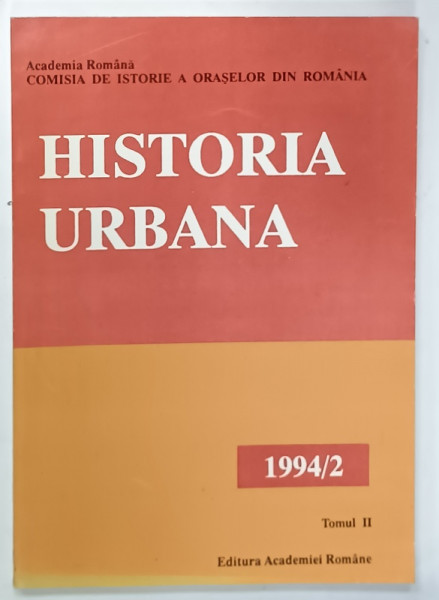 Academia Română
COMISIA DE ISTORIE A ORAŞELOR DIN ROMÂNIA
HISTORIA
URBANA
1994/2
Tomul II
Editura Academiei Române